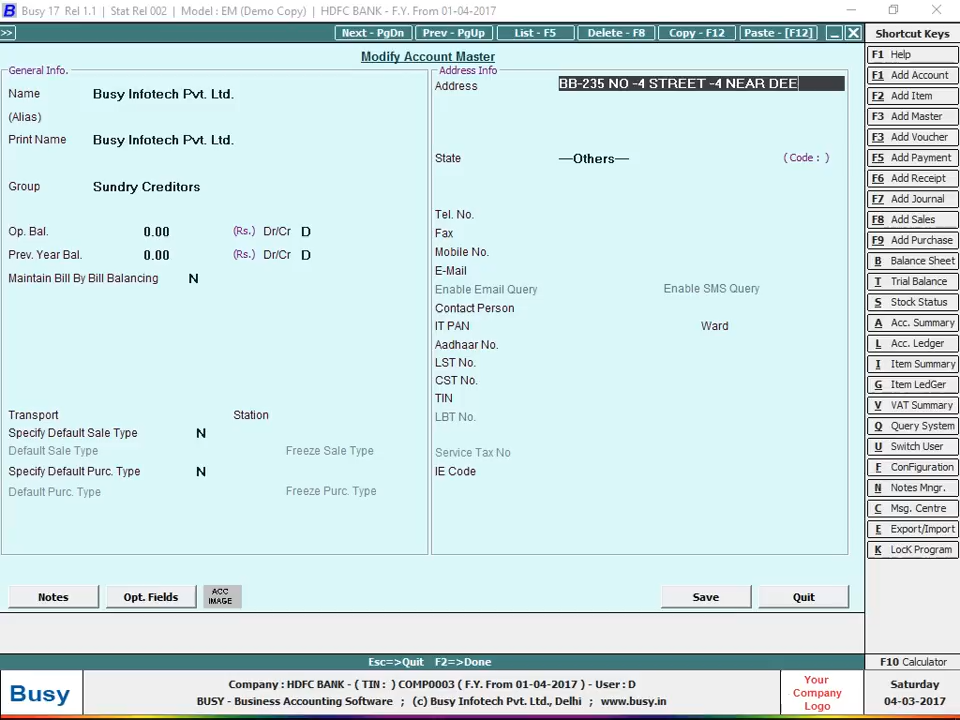 B Busy 17 Rel 1.1 | Stat Rel 002 | Model : EM (Demo Copy) | HDFC BANK - F.Y. From 01-04-2017
>> Next - PgDn Prev - PgUp List - F5 Delete - F8 Copy - F12 Paste - [F12] X Shortcut Keys
Modify Account Master
General Info.
Name Busy Infotech Pvt. Ltd.
(Alias)
Print Name Busy Infotech Pvt. Ltd.
Group Sundry Creditors
Op. Bal. 0.00 (Rs.) Dr/Cr D
Prev. Year Bal. 0.00 (Rs.) Dr/Cr D
Maintain Bill By Bill Balancing N
Transport Station
Specify Default Sale Type N
Default Sale Type Freeze Sale Type
Specify Default Purc. Type N
Default Purc. Type Freeze Purc. Type
Address Info
Address BB-235 NO -4 STREET -4 NEAR DEE
State —Others— ( Code : )
Tel. No.
Fax
Mobile No.
E-Mail
Enable Email Query Enable SMS Query
Contact Person
IT PAN Ward
Aadhaar No.
LST No.
CST No.
TIN
LBT No.
Service Tax No
IE Code
Notes Opt. Fields ACC IMAGE Save Quit
F1 Help
F1 Add Account
F2 Add Item
F3 Add Master
F3 Add Voucher
F5 Add Payment
F6 Add Receipt
F7 Add Journal
F8 Add Sales
F9 Add Purchase
B Balance Sheet
T Trial Balance
S Stock Status
A Acc. Summary
L Acc. Ledger
I Item Summary
G Item LedGer
V VAT Summary
Q Query System
U Switch User
F ConFiguration
N Notes Mngr.
C Msg. Centre
E Export/Import
K LocK Program
Esc=>Quit F2=>Done
F10 Calculator
Busy
Company : HDFC BANK - ( TIN : ) COMP0003 ( F.Y. From 01-04-2017 ) - User : D
BUSY - Business Accounting Software ; (c) Busy Infotech Pvt. Ltd., Delhi ; www.busy.in
Your
Company
Logo
Saturday
04-03-2017